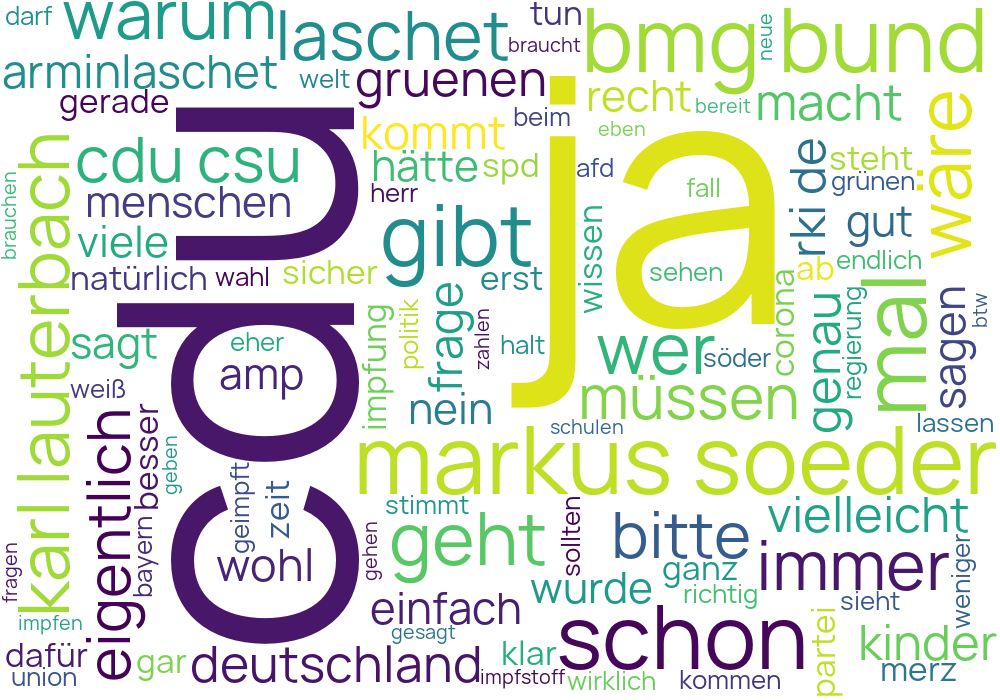 darf
warum
laschet
tun
braucht
bmg
neue
bund
arminlaschet
welt
gruenen
gerade
recht
bereit
macht
beim
eben
wäre
cdu csu
kommt
hätte
spd
afd
ja
fall
rki de
steht
grünen
karl lauterbach
brauchen
menschen
herr
cdu
viele
gibt
wissen
gut
natürlich
wahl
sicher
erst
sehen
ab
endlich
corona
mal
sagt
eher
impfung
politik
frage
zahlen
halt
wer
söder
genau
regierung
sagen
btw
weiß
amp
nein
müssen
lassen
schulen
eigentlich
besser
geben
markus soeder
geimpft
zeit
stimmt
geht
sollten
bitte
vielleicht
bayern
wohl
gehen
fragen
wurde
ganz
immer
weniger
richtig
impfen
einfach
gesagt
sieht
partei
dafür
gar
deutschland
klar
schon
kinder
union
impfstoff
wirklich
kommen
merz